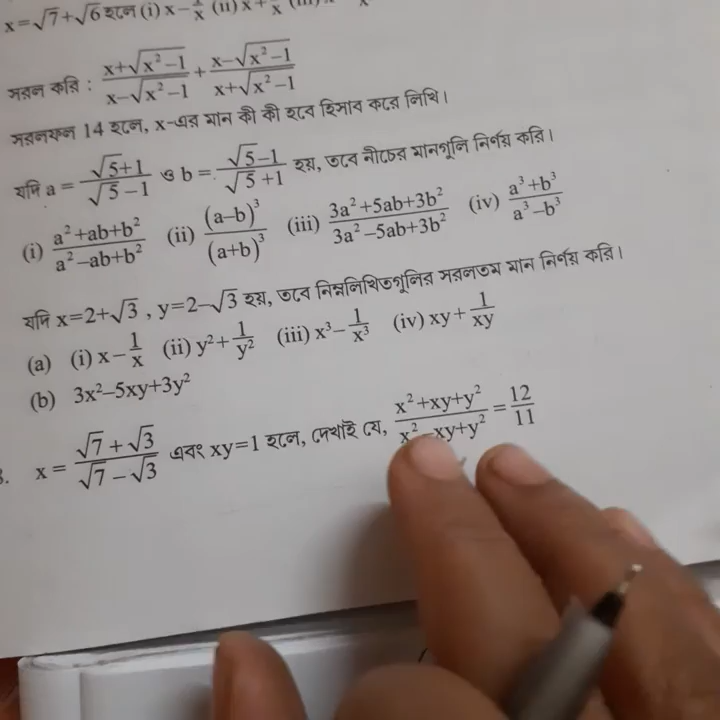 x = √7 + √6 হলে (i) x – 1/x (ii) x +
সরল করি : (x+√(x²–1))/(x–√(x²–1)) + (x–√(x²–1))/(x+√(x²–1))
সরলফল 14 হলে, x-এর মান কী কী হবে হিসাব করে লিখি।
যদি a = (√5+1)/(√5–1) ও b = (√5–1)/(√5+1) হয়, তবে নীচের মানগুলি নির্ণয় করি।
(i) (a²+ab+b²)/(a²–ab+b²) (ii) (a–b)³/(a+b)³ (iii) (3a²+5ab+3b²)/(3a²–5ab+3b²) (iv) (a³+b³)/(a³–b³)
যদি x=2+√3, y=2–√3 হয়, তবে নিম্নলিখিতগুলির সরলতম মান নির্ণয় করি।
(a) (i) x – 1/x (ii) y² + 1/y² (iii) x³ – 1/x³ (iv) xy + 1/xy
(b) 3x²–5xy+3y²
x = (√7+√3)/(√7–√3) এবং xy=1 হলে, দেখাই যে, (x²+xy+y²)/(x²–xy+y²) = 12/11